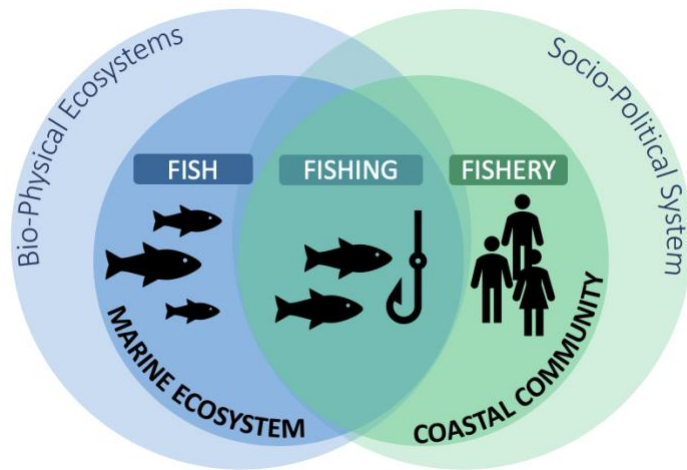 Bio-Physical Ecosystems
Socio-Political System
FISH
FISHING
FISHERY
MARINE ECOSYSTEM
COASTAL COMMUNITY